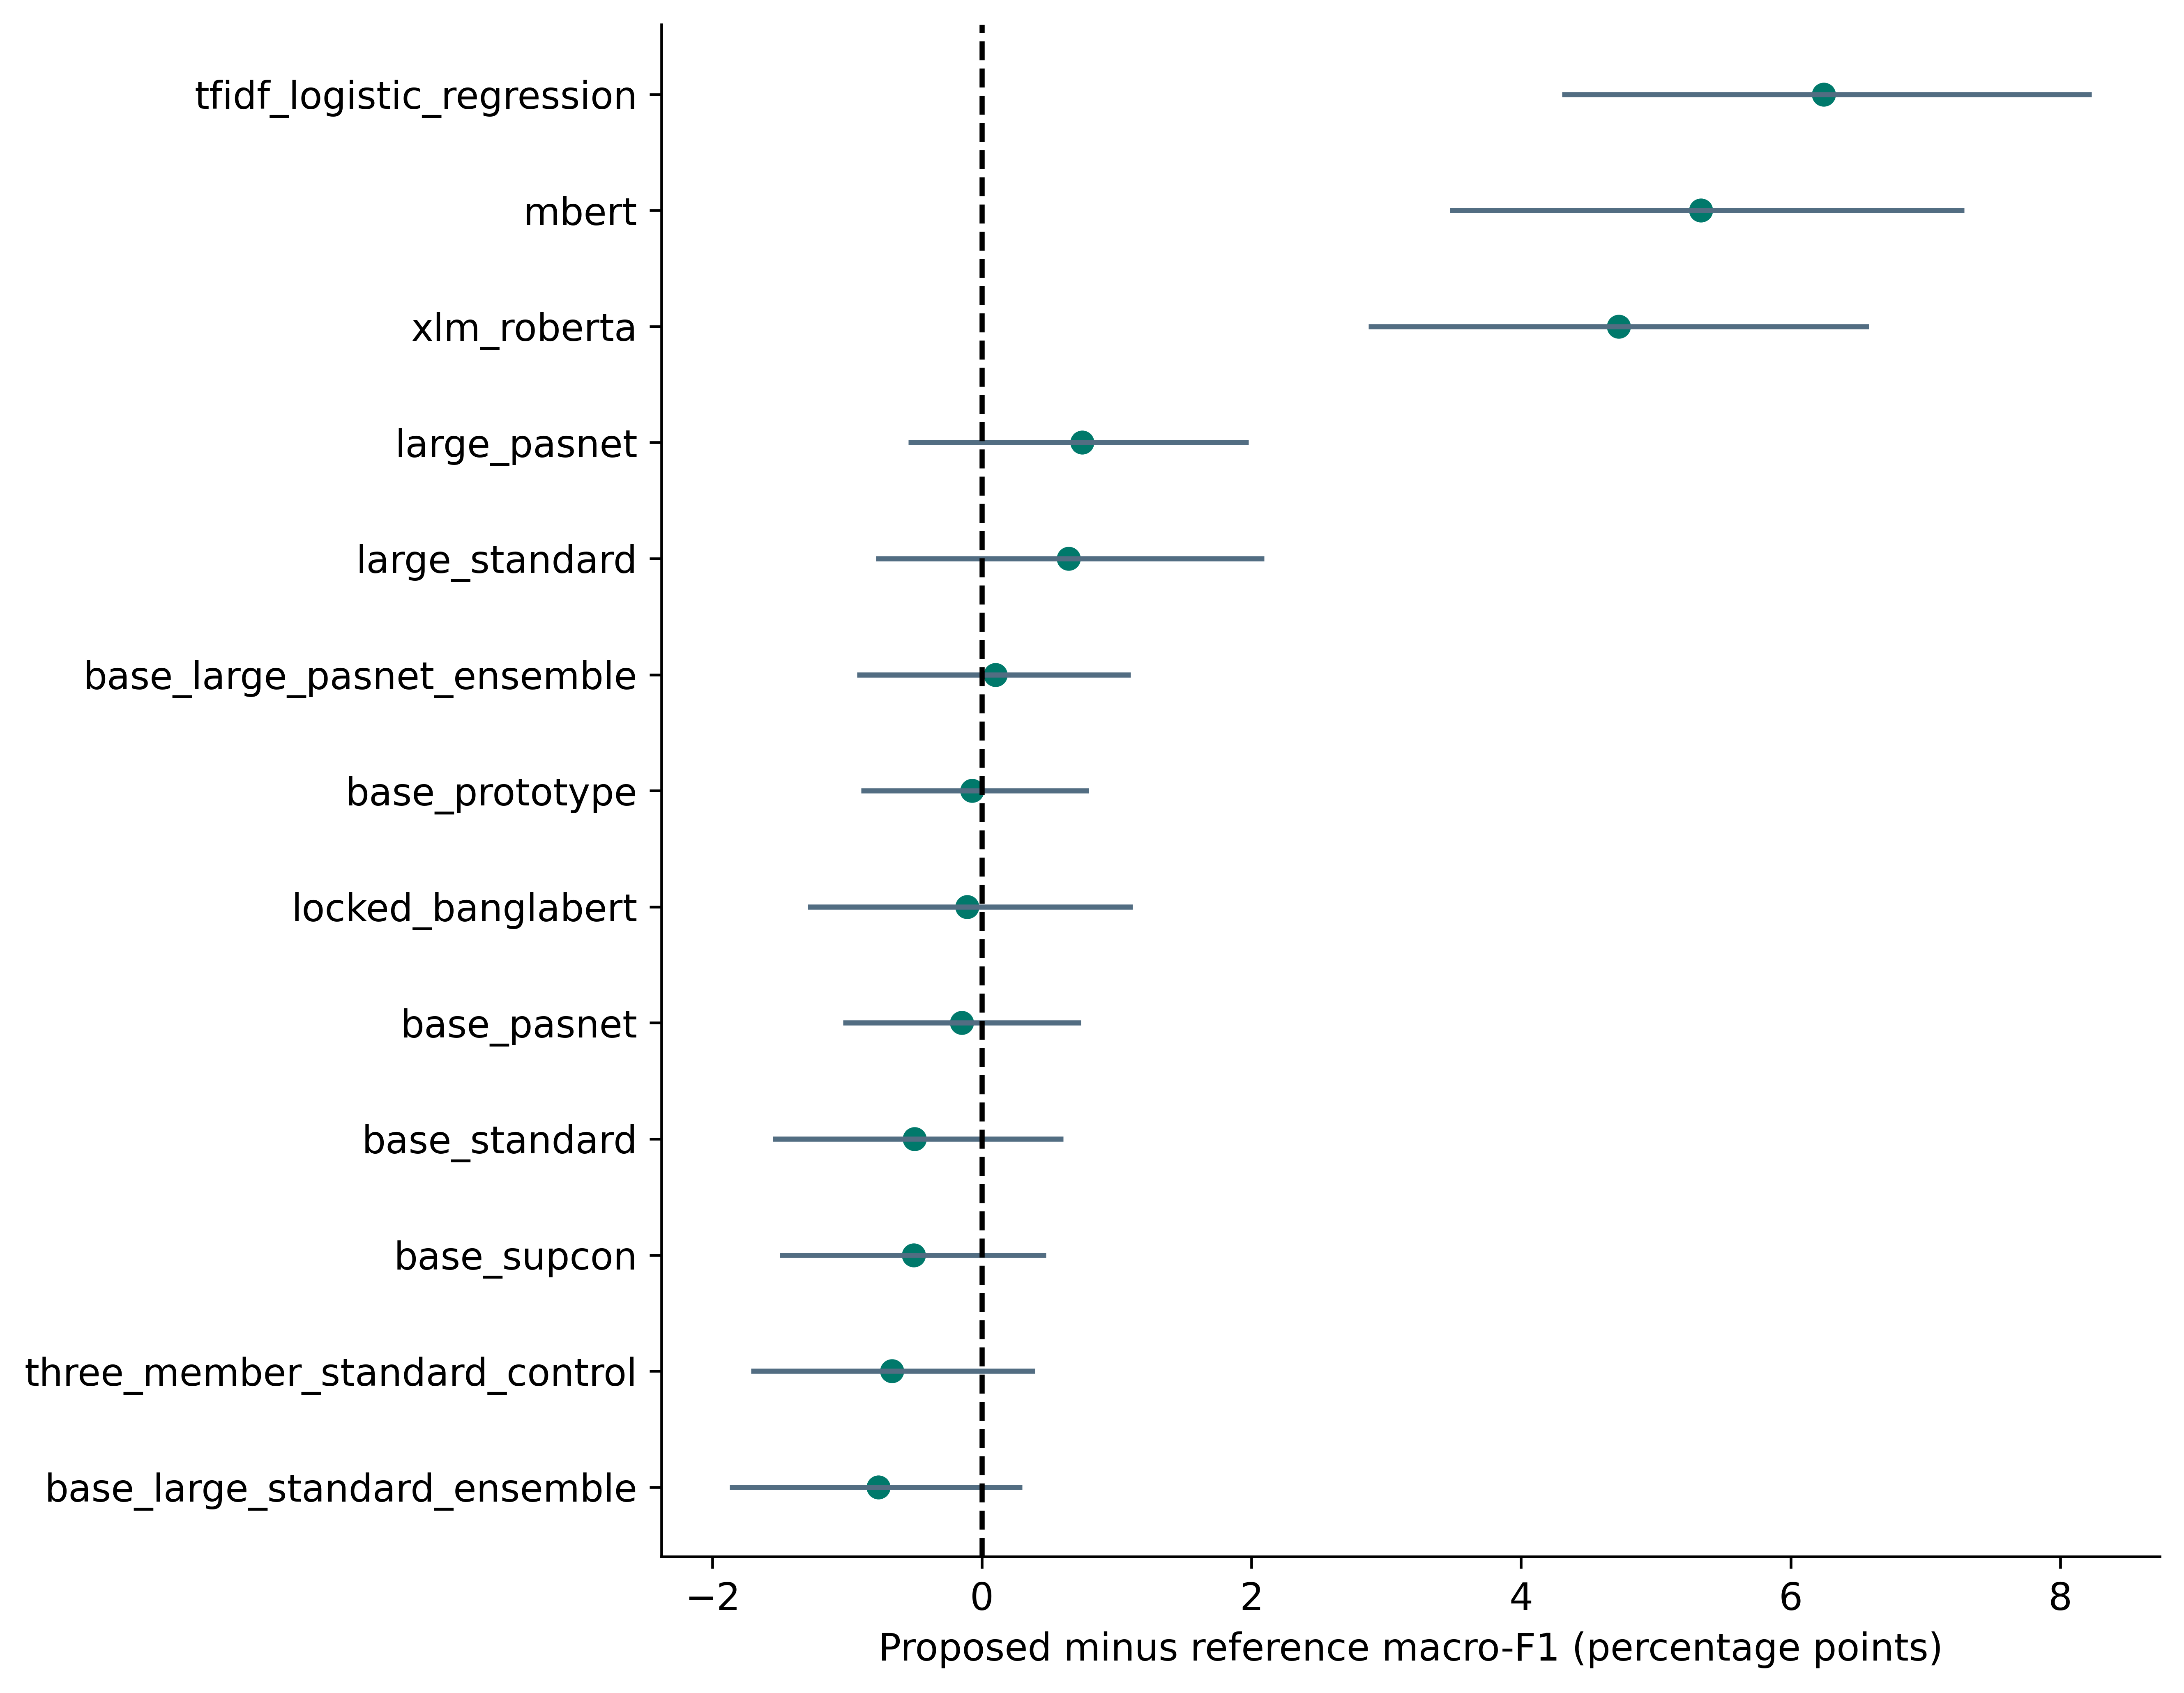 tfidf_logistic_regression
mbert
xlm_roberta
large_pasnet
large_standard
base_large_pasnet_ensemble
base_prototype
locked_banglabert
base_pasnet
base_standard
base_supcon
three_member_standard_control
base_large_standard_ensemble
−2 0 2 4 6 8
Proposed minus reference macro-F1 (percentage points)